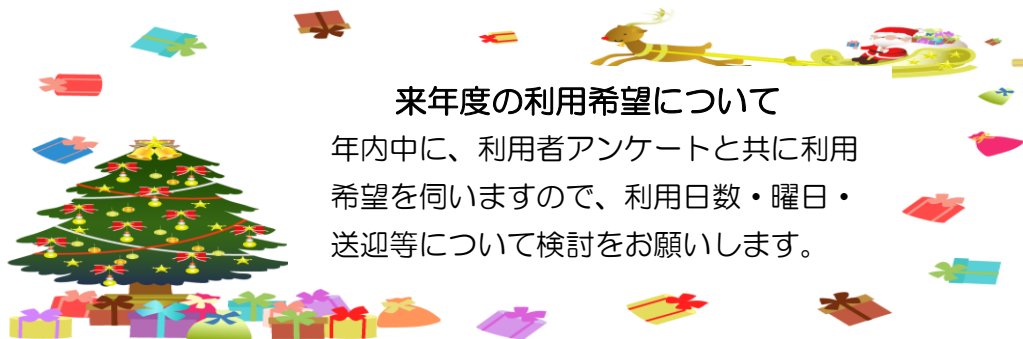 来年度の利用希望について
年内中に、利用者アンケートと共に利用
希望を伺いますので、利用日数・曜日・
送迎等について検討をお願いします。